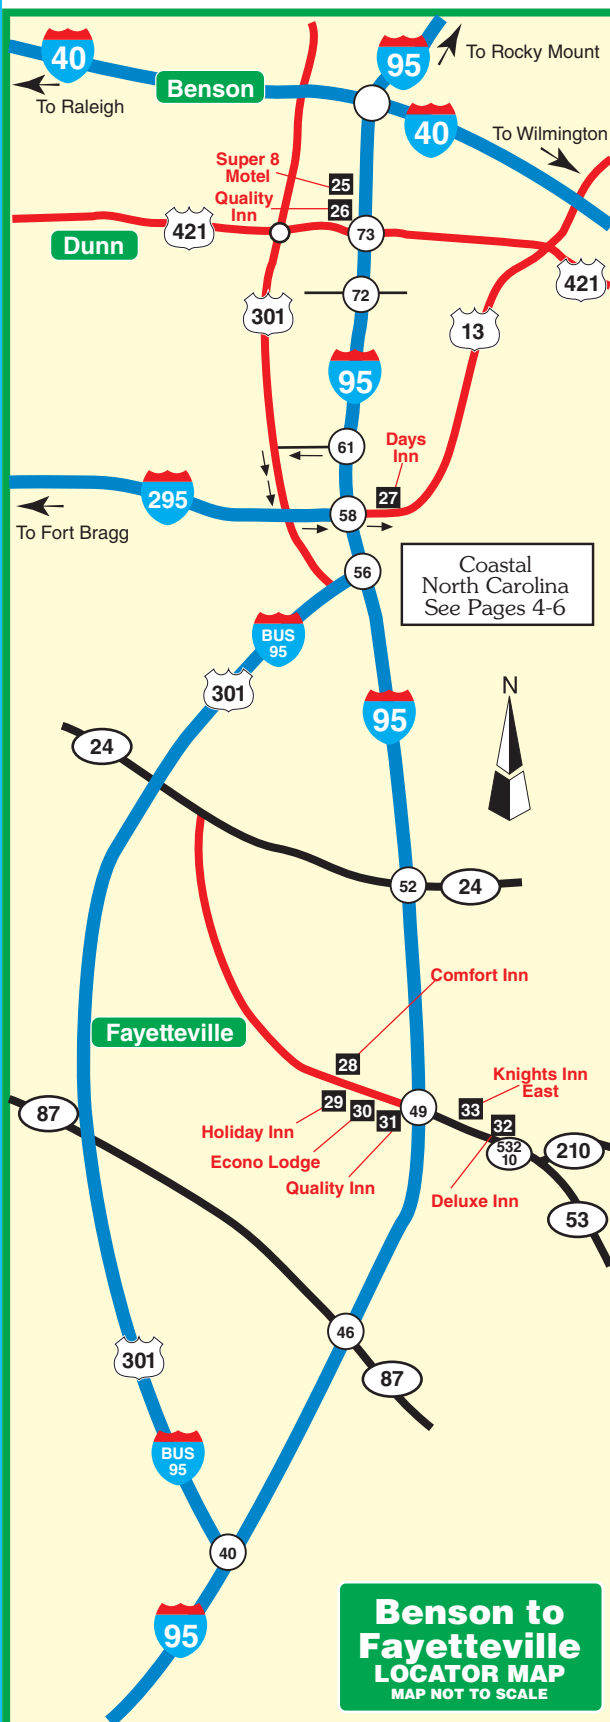 40
95
To Rocky Mount
To Raleigh
Benson
40
To Wilmington
Super 8
Motel
25
Quality
Inn
26
421
73
Dunn
421
72
301
13
95
61
Days
Inn
27
295
58
To Fort Bragg
56
Coastal
North Carolina
See Pages 4-6
BUS
95
301
95
N
24
52
24
Comfort Inn
Fayetteville
28
Knights Inn
East
87
29
30
31
49
33
32
Holiday Inn
532
10
210
Econo Lodge
Quality Inn
Deluxe Inn
53
46
301
87
BUS
95
40
95
Benson to
Fayetteville
LOCATOR MAP
MAP NOT TO SCALE